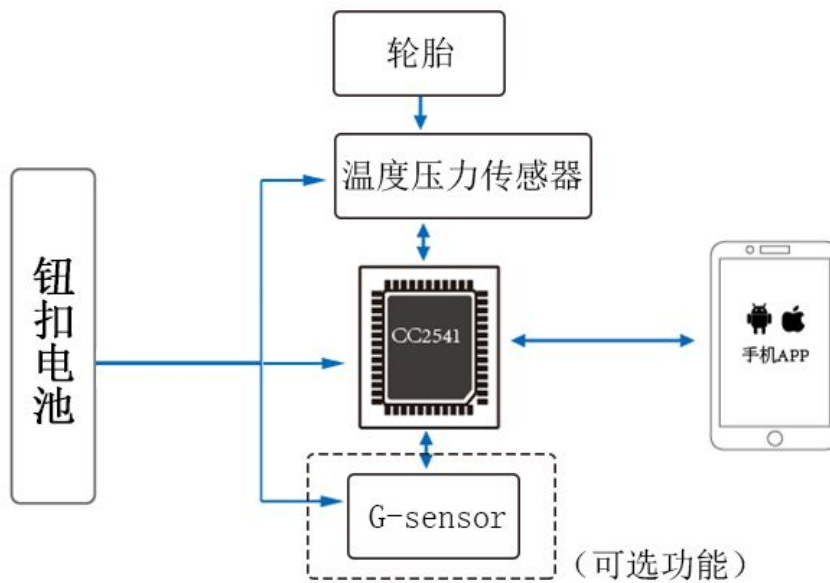 轮胎
温度压力传感器
钮扣电池
CC2541
手机APP
G-sensor
（可选功能）